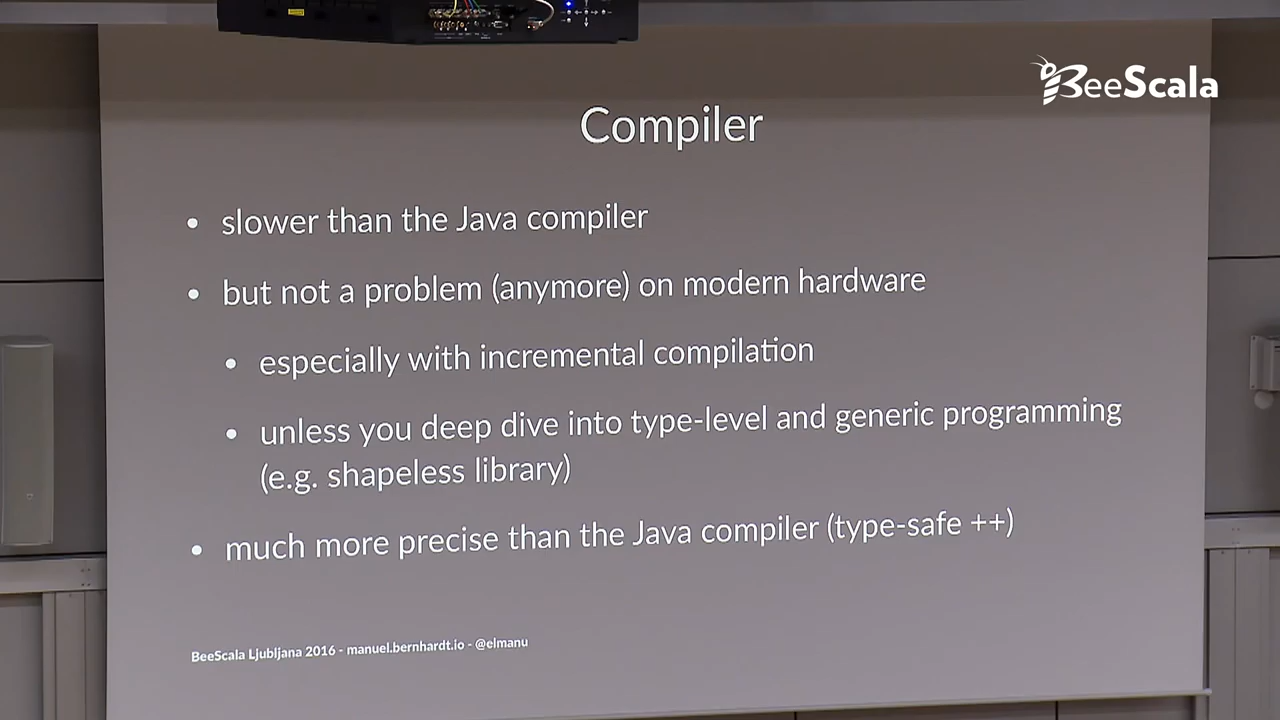 BeeScala
Compiler
• slower than the Java compiler
• but not a problem (anymore) on modern hardware
• especially with incremental compilation
• unless you deep dive into type-level and generic programming
(e.g. shapeless library)
• much more precise than the Java compiler (type-safe ++)
BeeScala Ljubljana 2016 - manuel.bernhardt.io - @elmanu